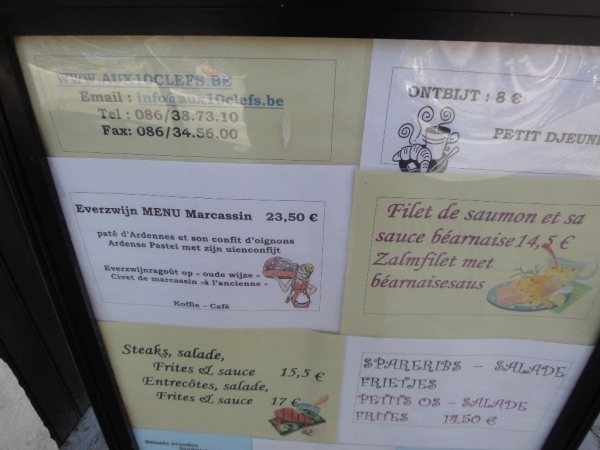 WWW.AUX10CLEFS.BE
Email : info@aux10clefs.be
Tel : 086/38.73.10
Fax: 086/34.56.00
ONTBIJT : 8 €
PETIT DJEUN
Everzwijn MENU Marcassin 23,50 €
patê d'Ardennes et son confit d'oignons
Ardense Pastei met zijn uienconfijt
Everzwijnragoût op « oude wijze »
Civet de marcassin «à l'ancienne »
Koffie – Café
Filet de saumon et sa
sauce béarnaise 14,5 €
Zalmfilet met
béarnaisesaus
Steaks, salade,
Frites & sauce 15,5 €
Entrecôtes, salade,
Frites & sauce 17 €
SPARERIBS – SALADE
FRIETJES
PETITS OS – SALADE
FRITES 14,50 €